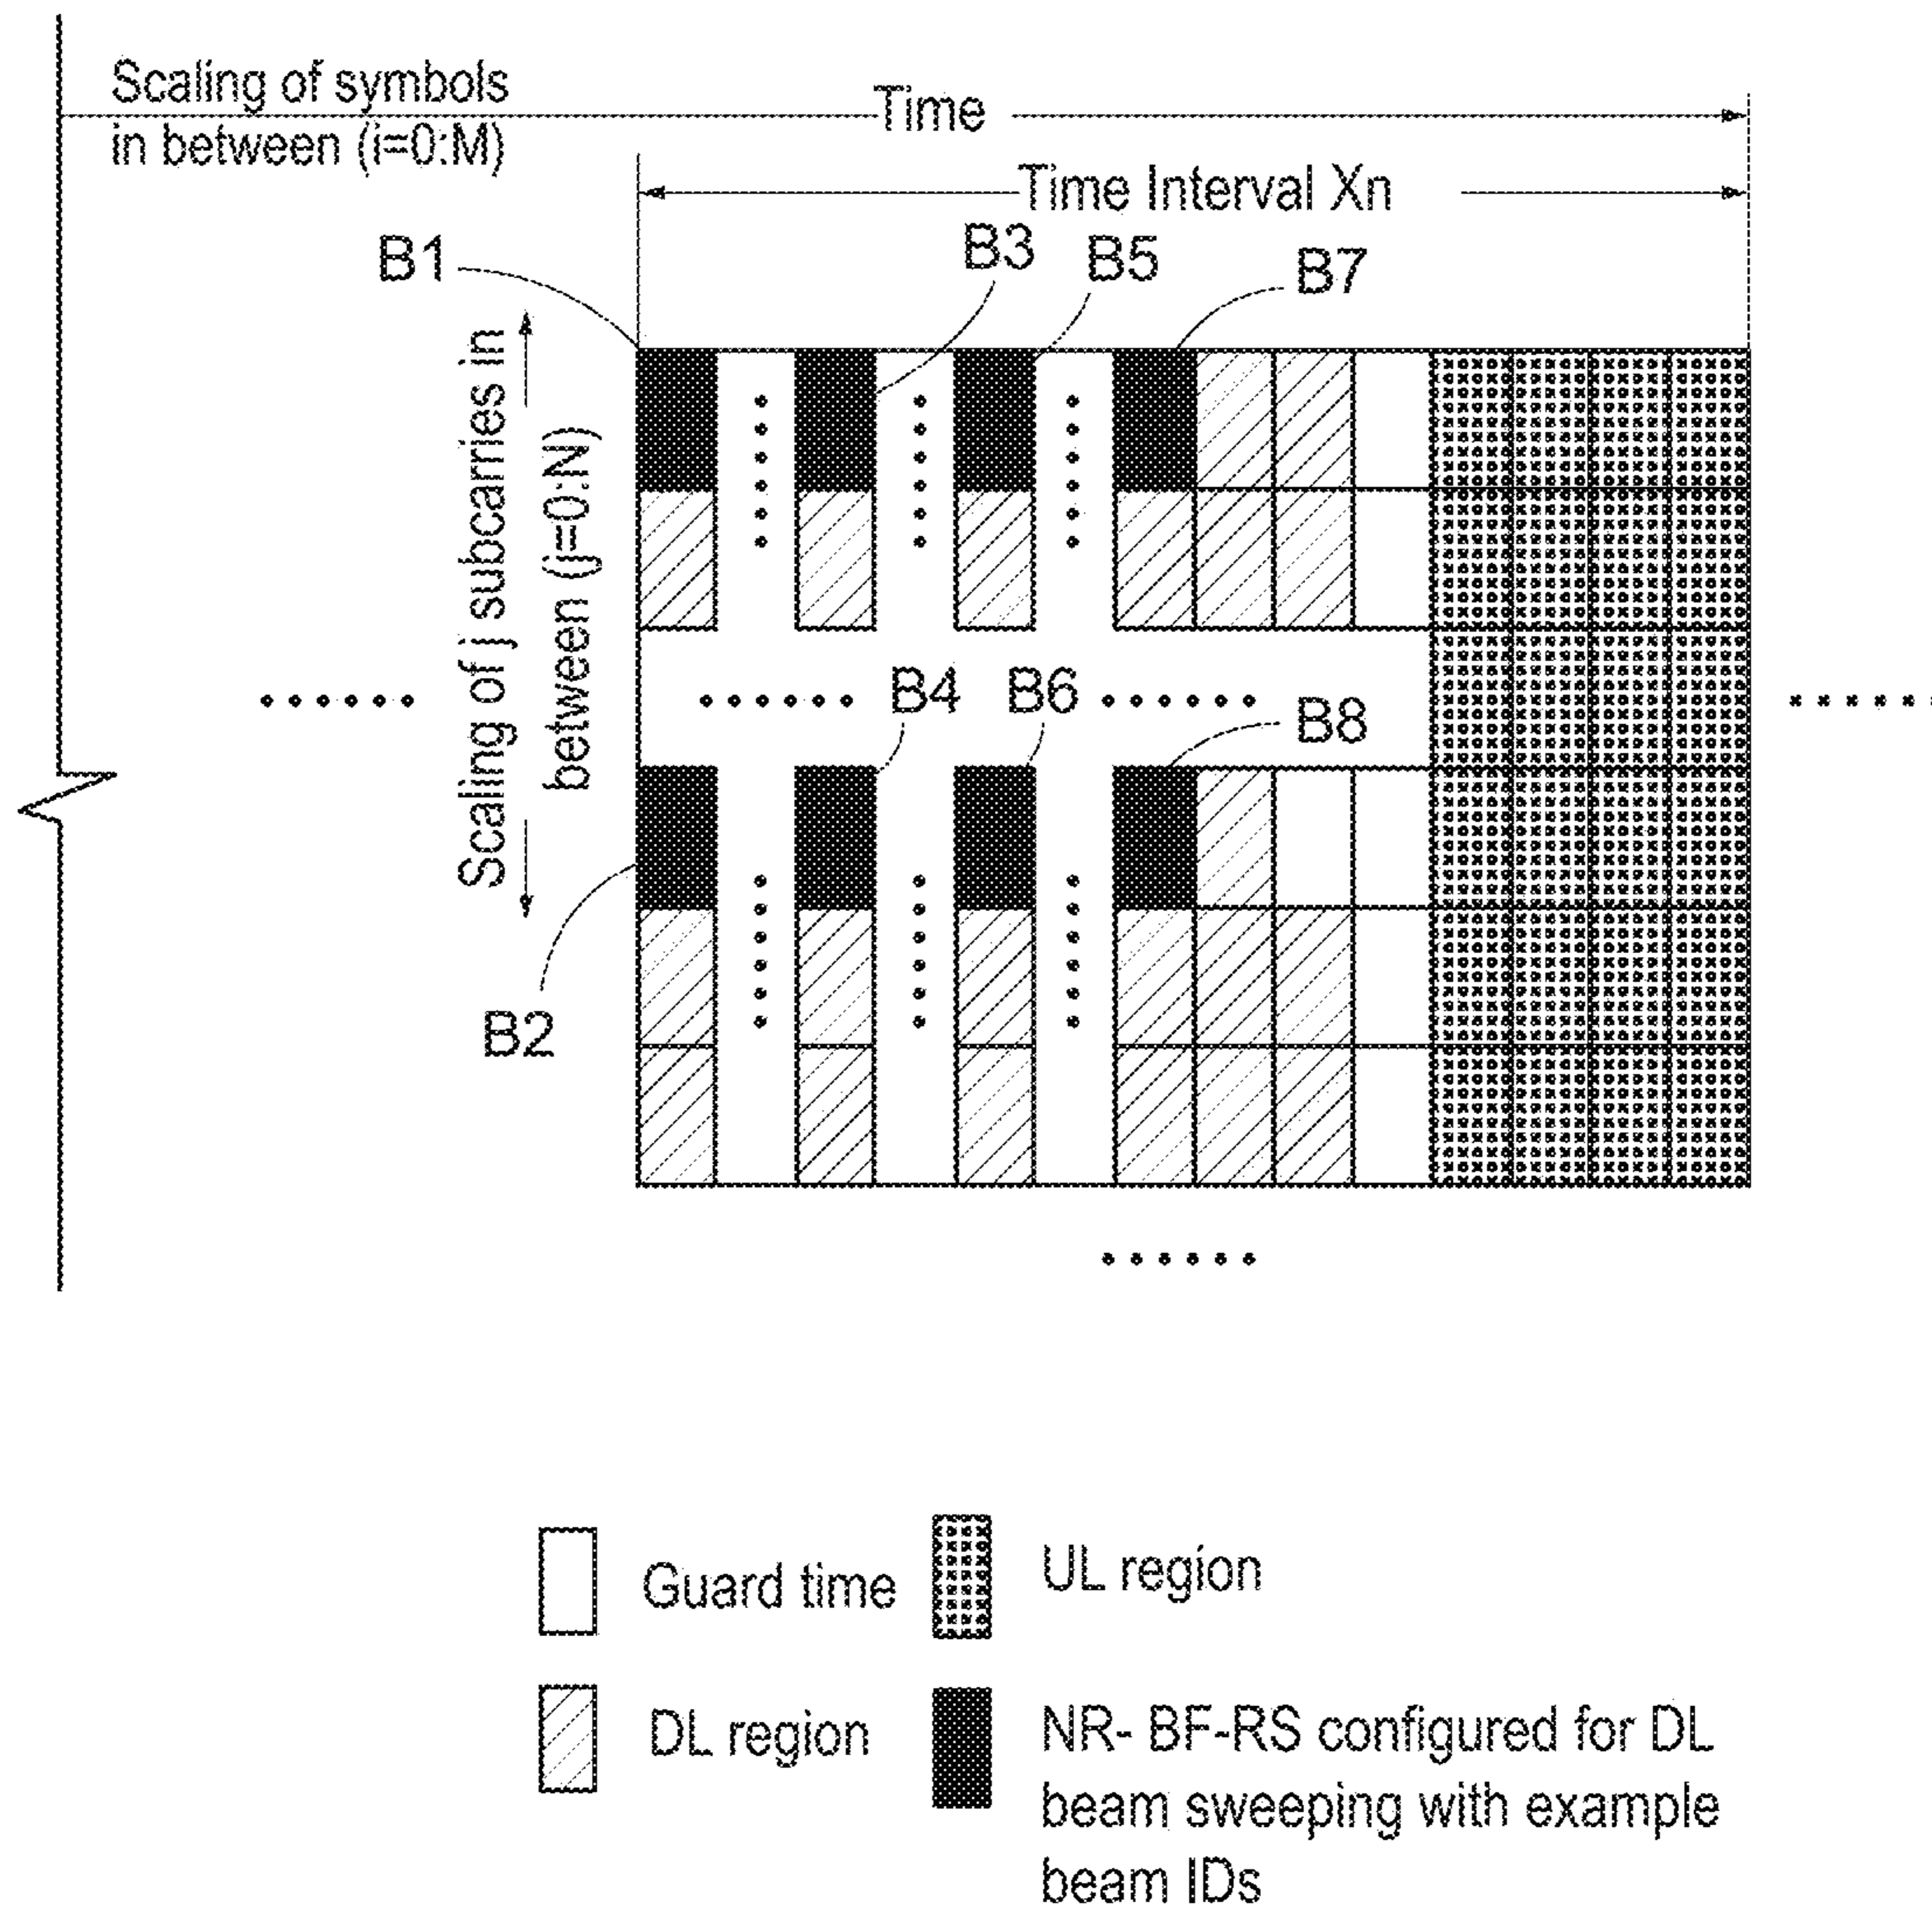 Scaling of symbols
in between (i=0:M)
Time
Time Interval Xn
B1
B3
B5
B7
Scaling of j subcarries in
between (j=0:N)
B4
B6
B8
B2
Guard time
UL region
DL region
NR- BF-RS configured for DL
beam sweeping with example
beam IDs